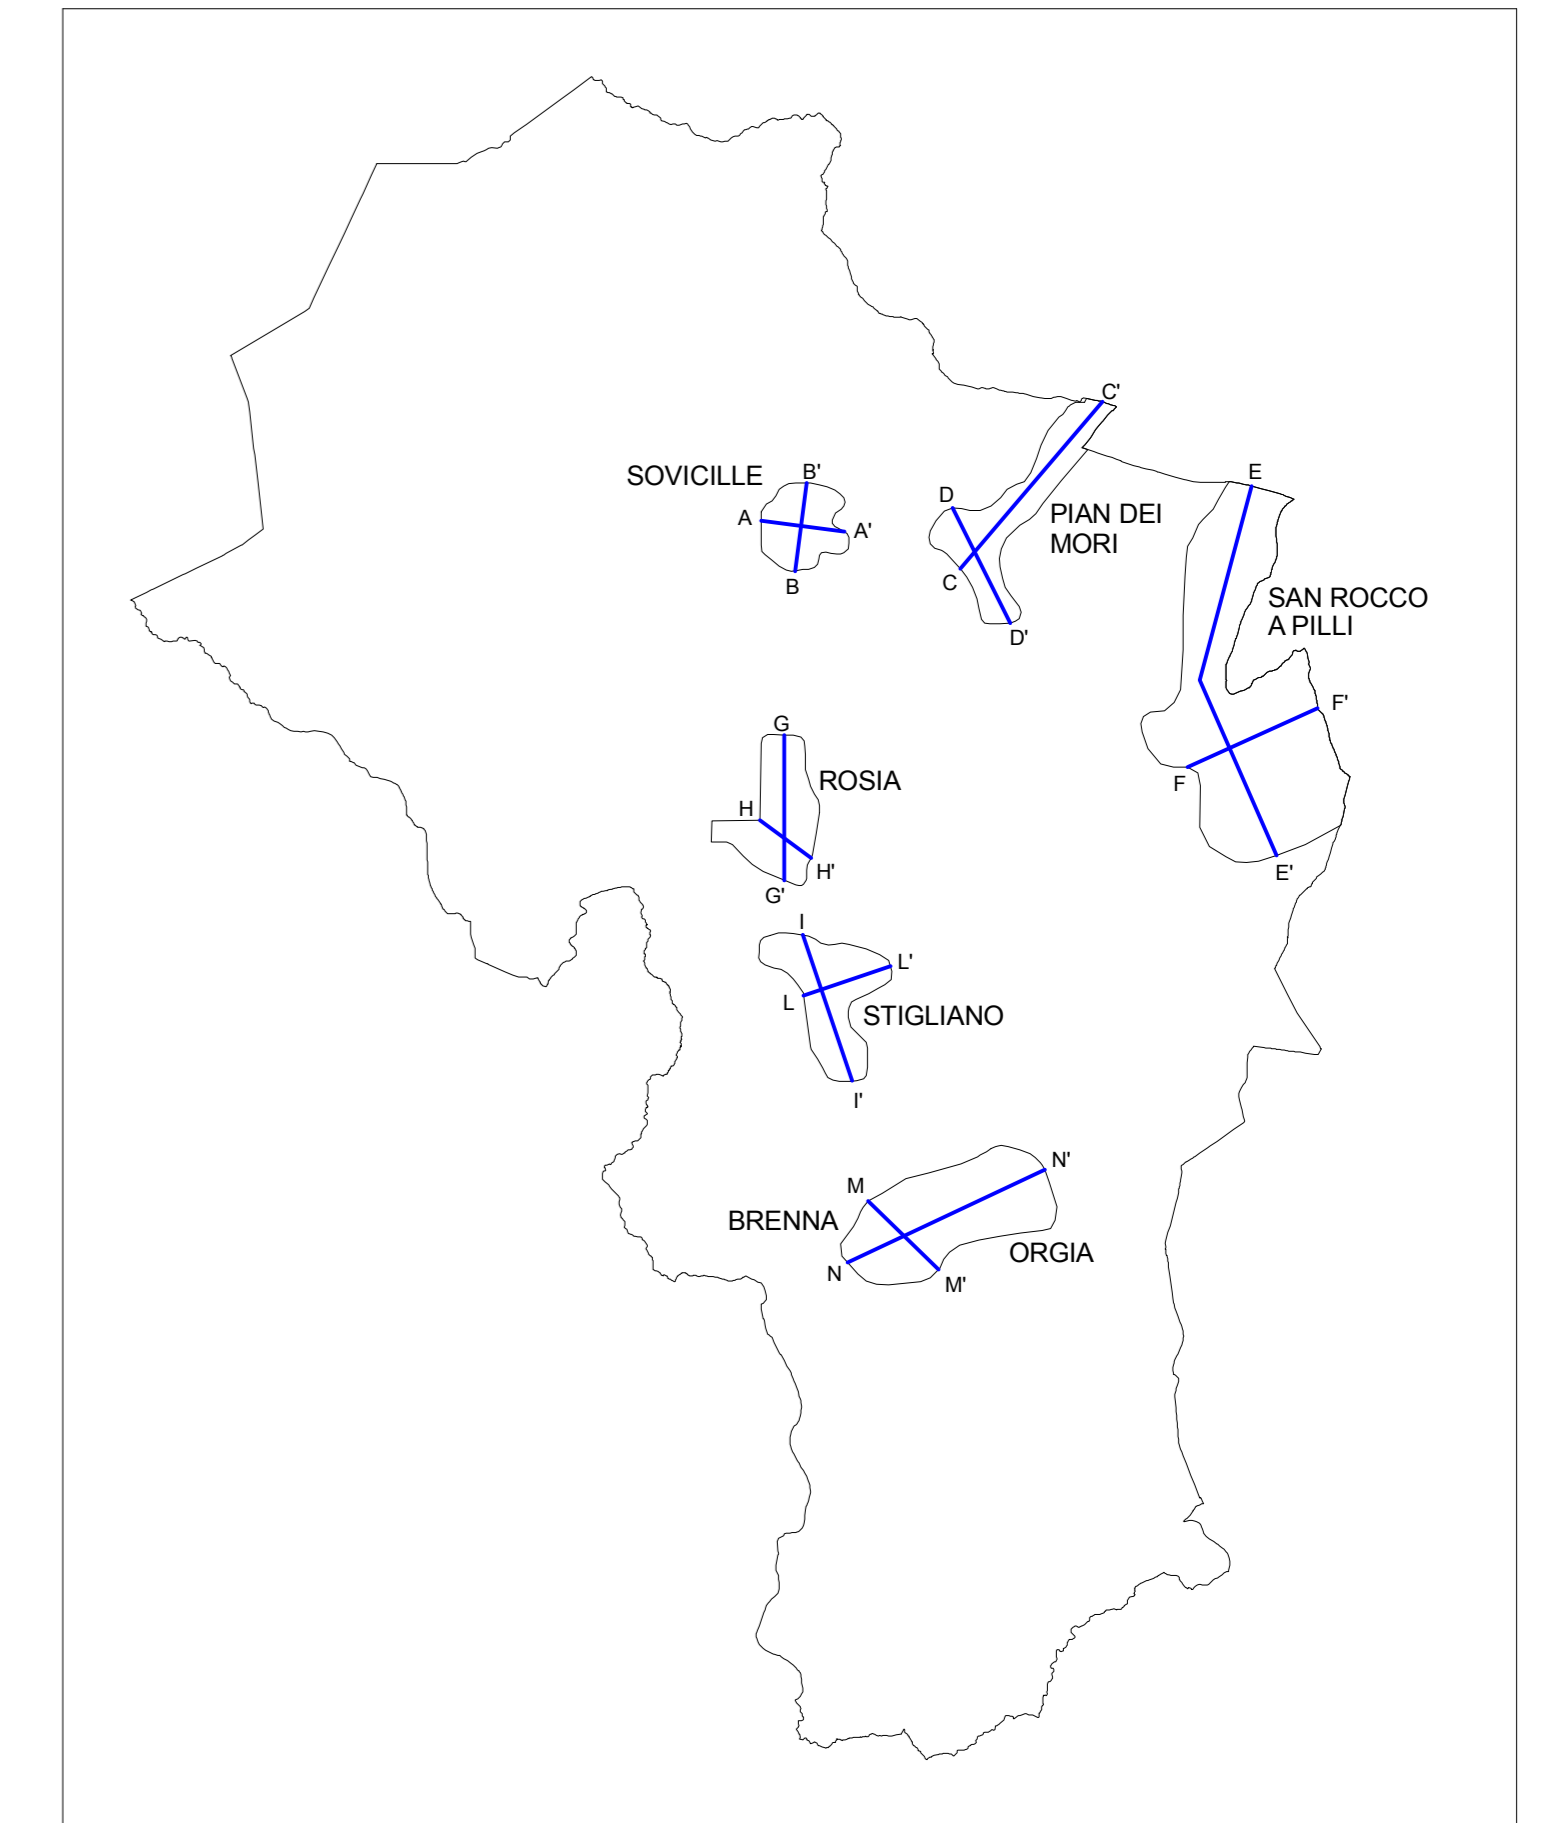 C'
SOVICILLE
B'
E
D
A
A'
PIAN DEI
MORI
C
B
SAN ROCCO
A PILLI
D'
F'
G
ROSIA
F
H
H'
E'
G'
I
L'
L
STIGLIANO
I'
N'
M
BRENNA
ORGIA
N
M'